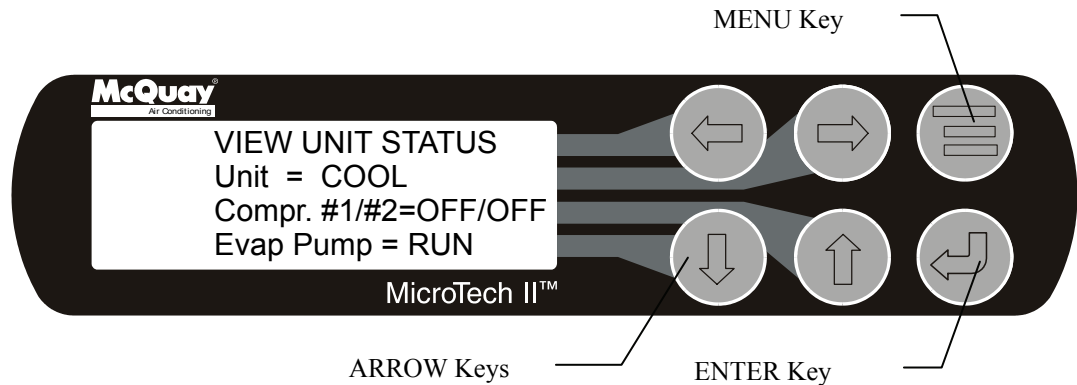 MENU Key
McQuay®
Air Conditioning
VIEW UNIT STATUS
Unit = COOL
Compr. #1/#2=OFF/OFF
Evap Pump = RUN
MicroTech II™
ARROW Keys
ENTER Key